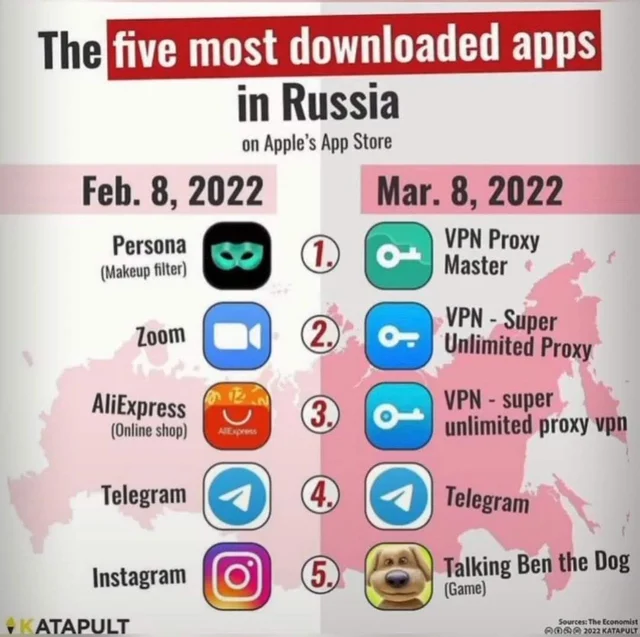 The five most downloaded apps
in Russia
on Apple's App Store
Feb. 8, 2022
Mar. 8, 2022
Persona
(Makeup filter)
1.
VPN Proxy
Master
Zoom
2.
VPN - Super
Unlimited Proxy
AliExpress
(Online shop)
AliExpress
3.
VPN - super
unlimited proxy vpn
Telegram
4.
Telegram
Instagram
5.
Talking Ben the Dog
(Game)
KATAPULT
Sources: The Economist
2022 KATAPULT